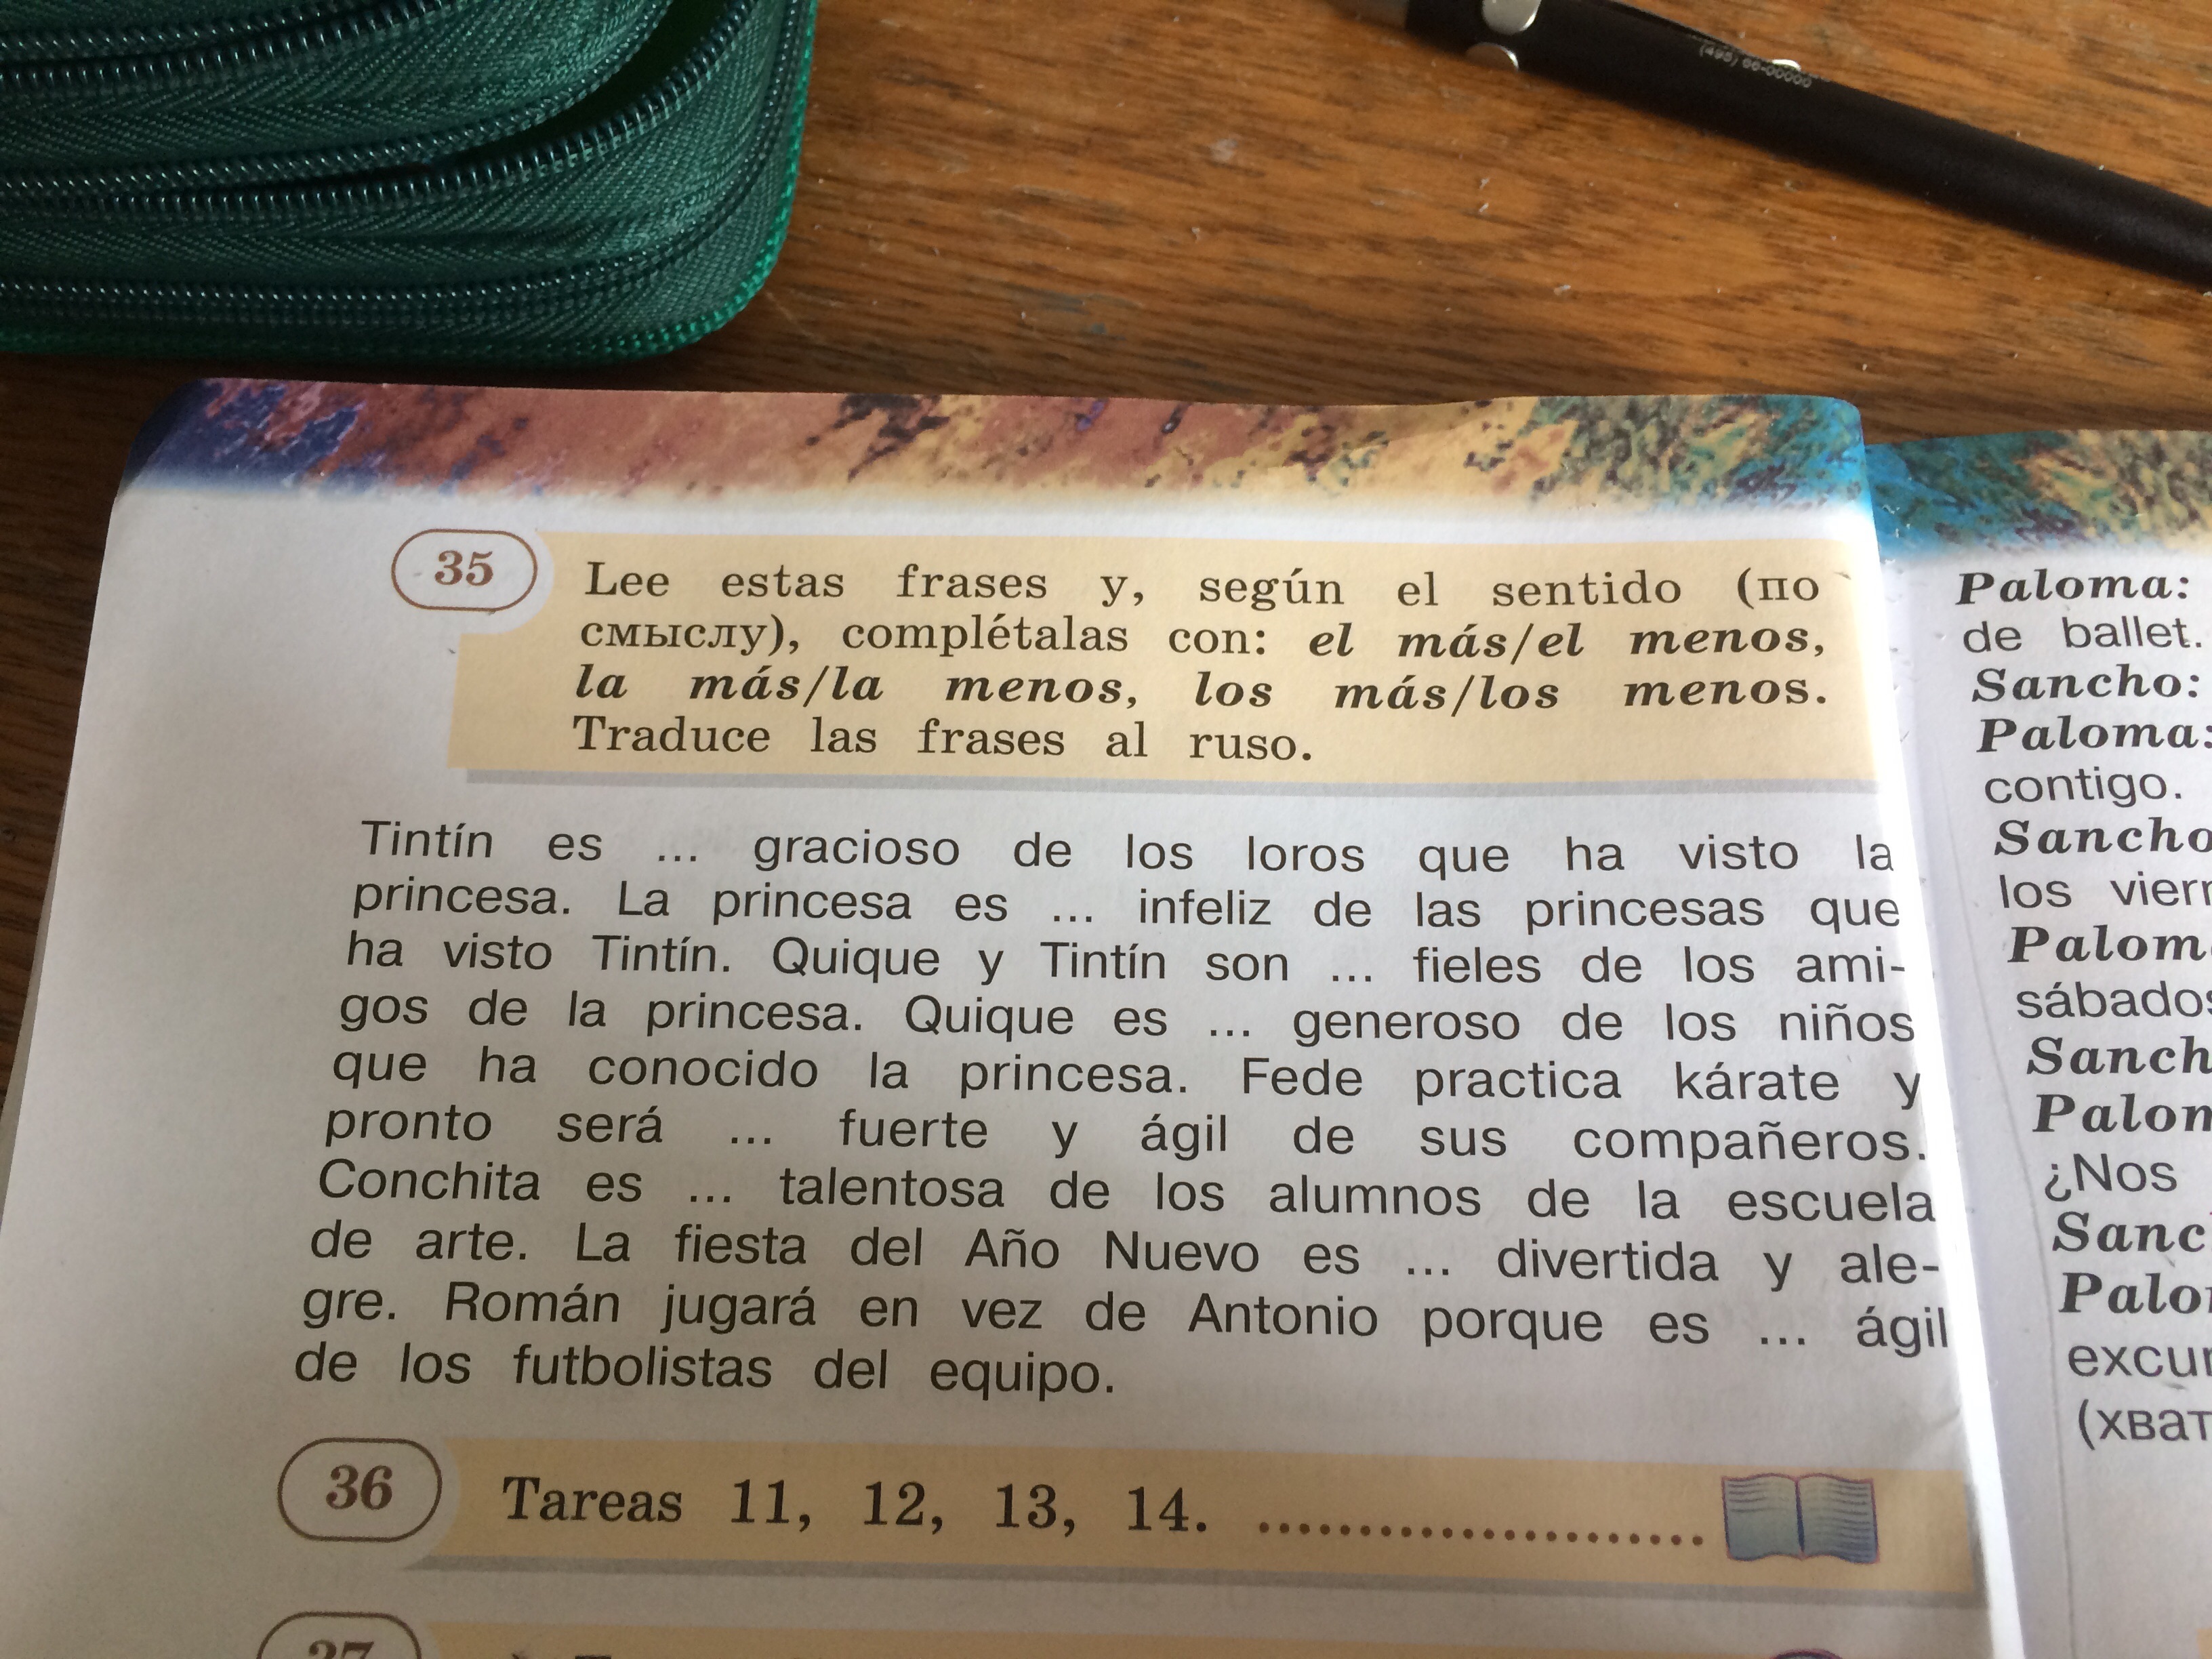 (495) 66-00000
35
Lee estas frases y, según el sentido (по
смыслу), complétalas con: el más/el menos,
la más/la menos, los más/los menos.
Traduce las frases al ruso.
Tintín es ... gracioso de los loros que ha visto la
princesa. La princesa es ... infeliz de las princesas que
ha visto Tintín. Quique y Tintín son ... fieles de los ami-
gos de la princesa. Quique es ... generoso de los niños
que ha conocido la princesa. Fede practica kárate y
pronto será ... fuerte y ágil de sus compañeros.
Conchita es ... talentosa de los alumnos de la escuela
de arte. La fiesta del Año Nuevo es ... divertida y ale-
gre. Román jugará en vez de Antonio porque es ... ágil
de los futbolistas del equipo.
36
Tareas 11, 12, 13, 14. ......................
Paloma:
de ballet.
Sancho:
Paloma:
contigo.
Sancho
los
sábados
¿Nos